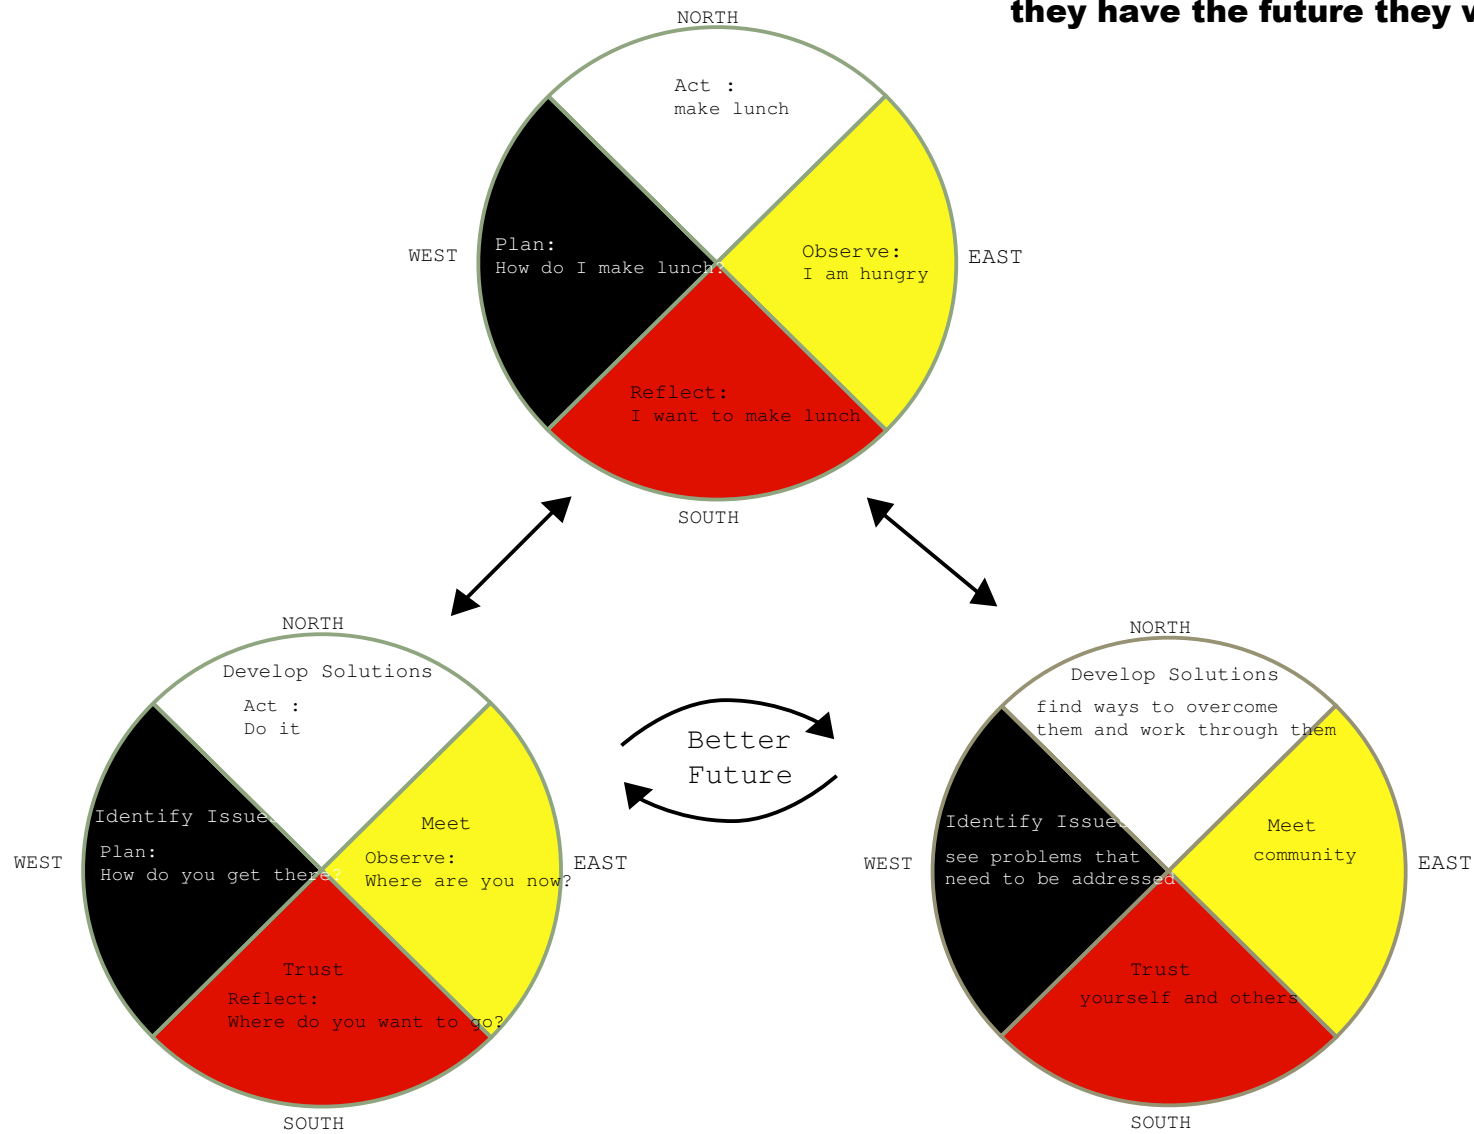 they have the future they
NORTH
Act :
make lunch
WEST
Plan:
How do I make lunch?
Observe:
I am hungry
EAST
Reflect:
I want to make lunch
SOUTH
NORTH
Develop Solutions
Act :
Do it
Identify Issues
WEST
Plan:
How do you get there?
Meet
Observe:
Where are you now?
EAST
Trust
Reflect:
Where do you want to go?
SOUTH
Better
Future
NORTH
Develop Solutions
find ways to overcome
them and work through them
Identify Issues
WEST
see problems that
need to be addressed
Meet
community
EAST
Trust
yourself and others
SOUTH